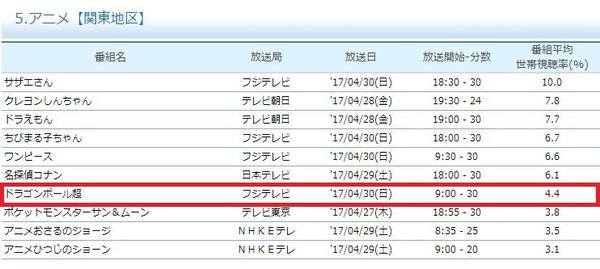 5.アニメ【関東地区】
番組名 放送局 放送日 放送開始-分数 番組平均
世帯視聴率(%)
サザエさん フジテレビ '17/04/30(日) 18:30 - 30 10.0
クレヨンしんちゃん テレビ朝日 '17/04/28(金) 19:30 - 24 7.8
ドラえもん テレビ朝日 '17/04/28(金) 19:00 - 30 7.7
ちびまる子ちゃん フジテレビ '17/04/30(日) 18:00 - 30 6.7
ワンピース フジテレビ '17/04/30(日) 9:30 - 30 6.6
名探偵コナン 日本テレビ '17/04/29(土) 18:00 - 30 6.1
ドラゴンボール超 フジテレビ '17/04/30(日) 9:00 - 30 4.4
ポケットモンスターサン&ムーン テレビ東京 '17/04/27(木) 18:55 - 30 3.8
アニメおさるのジョージ NHKEテレ '17/04/29(土) 8:35 - 25 3.5
アニメひつじのショーン NHKEテレ '17/04/29(土) 9:00 - 20 3.1